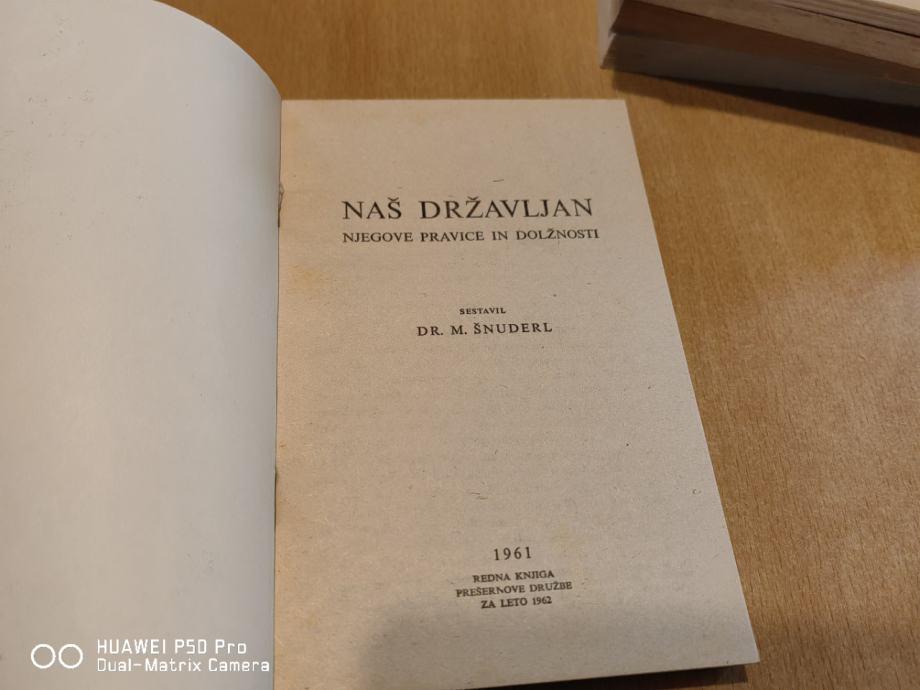 NAŠ DRŽAVLJAN
NJEGOVE PRAVICE IN DOLŽNOSTI
SESTAVIL
DR. M. ŠNUDERL
1961
REDNA KNJIGA
PREŠERNOVE DRUŽBE
ZA LETO 1962
HUAWEI P50 Pro
Dual-Matrix Camera